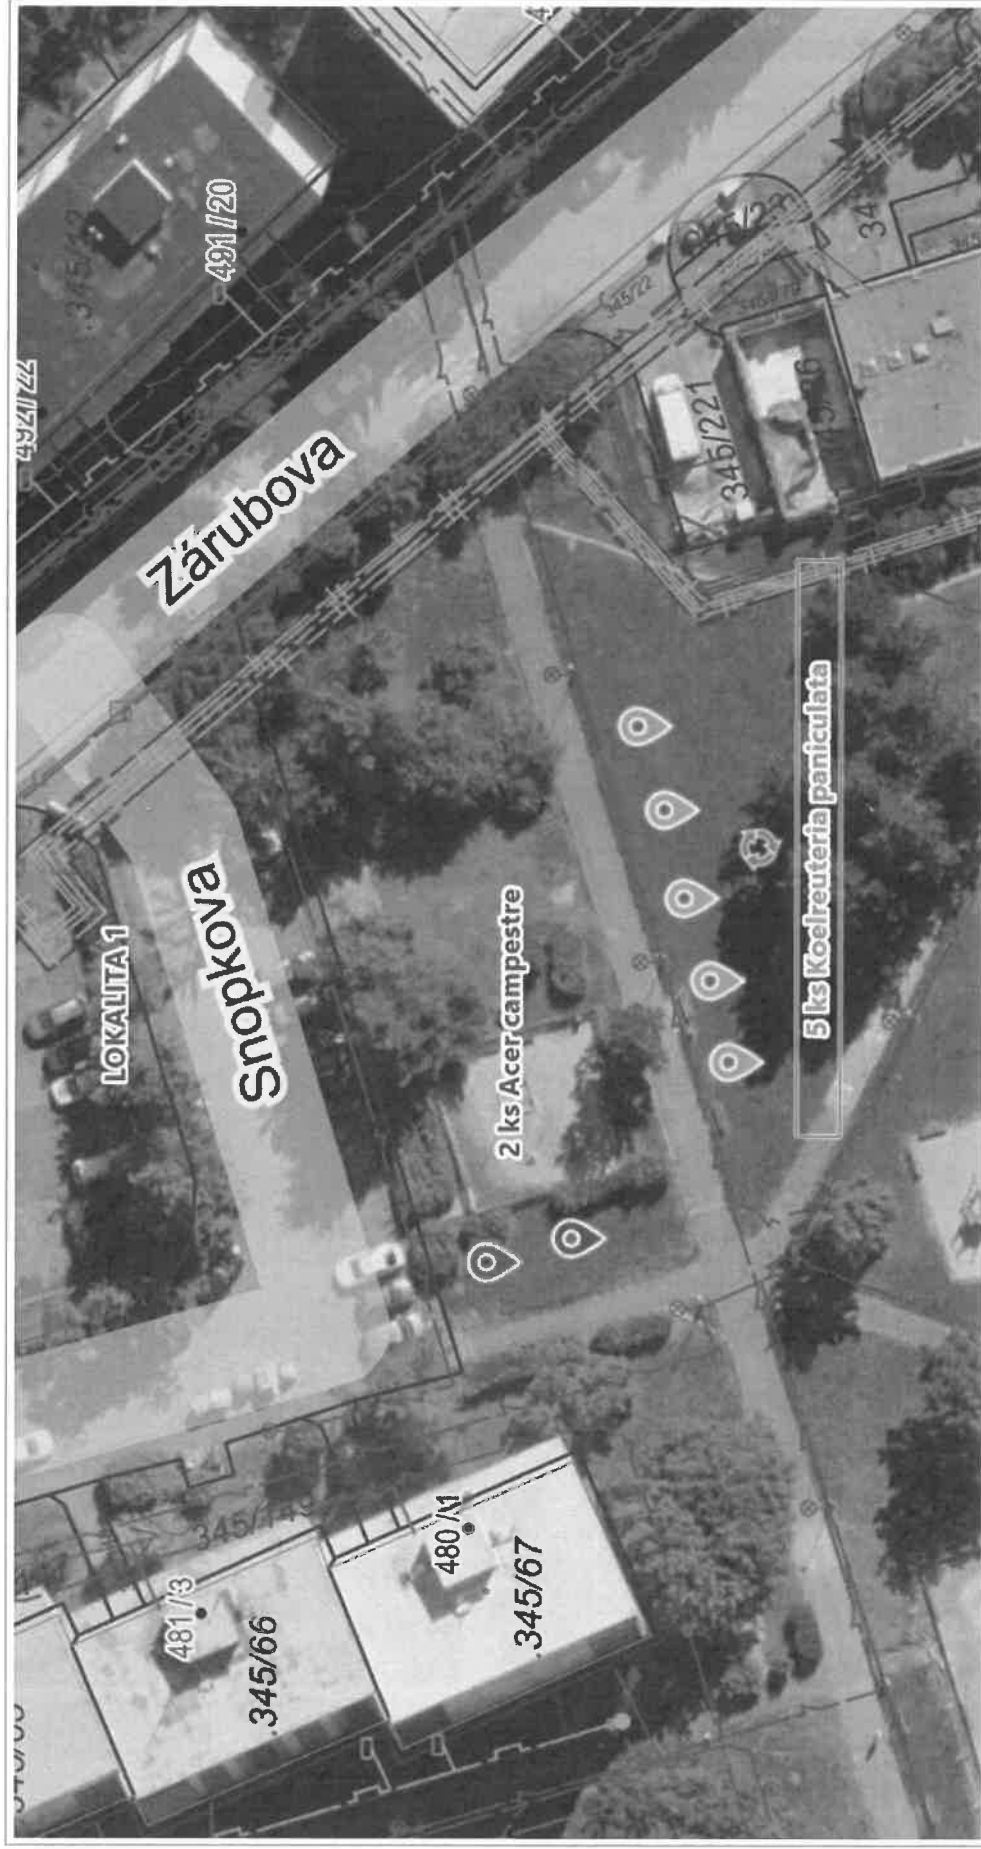 492//22
LOKALITA 1
481//3
491//20
345/149
Snopkova
Zárubova
.345/66
480//1
2 ks Acer campestre
.345/67
345/22
345/221
5 ks Koelreuteria paniculata